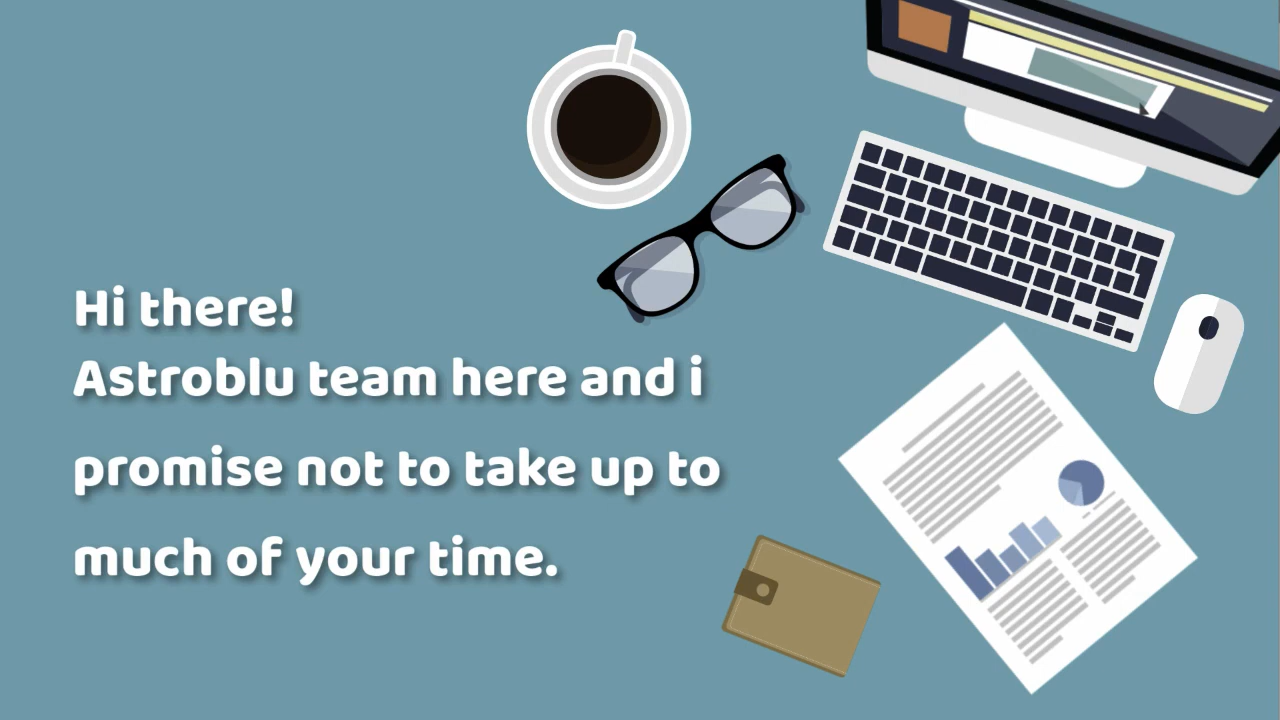 Hi there!
Astroblu team here and i
promise not to take up to
much of your time.